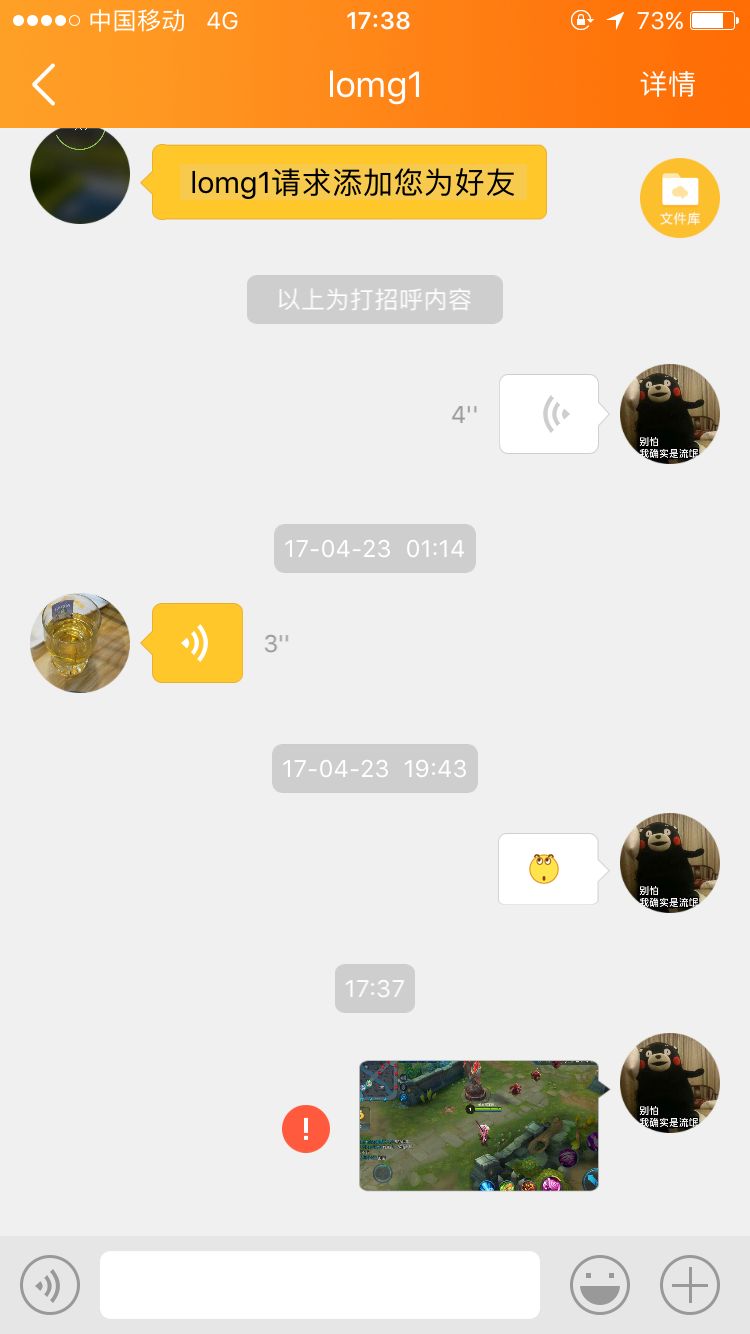 中国移动 4G 17:38 73%
lomg1 详情
lomg1请求添加您为好友
文件库
以上为打招呼内容
4''
别怕
我确实是流氓
17-04-23 01:14
3''
17-04-23 19:43
别怕
我确实是流氓
17:37
别怕
我确实是流氓
!